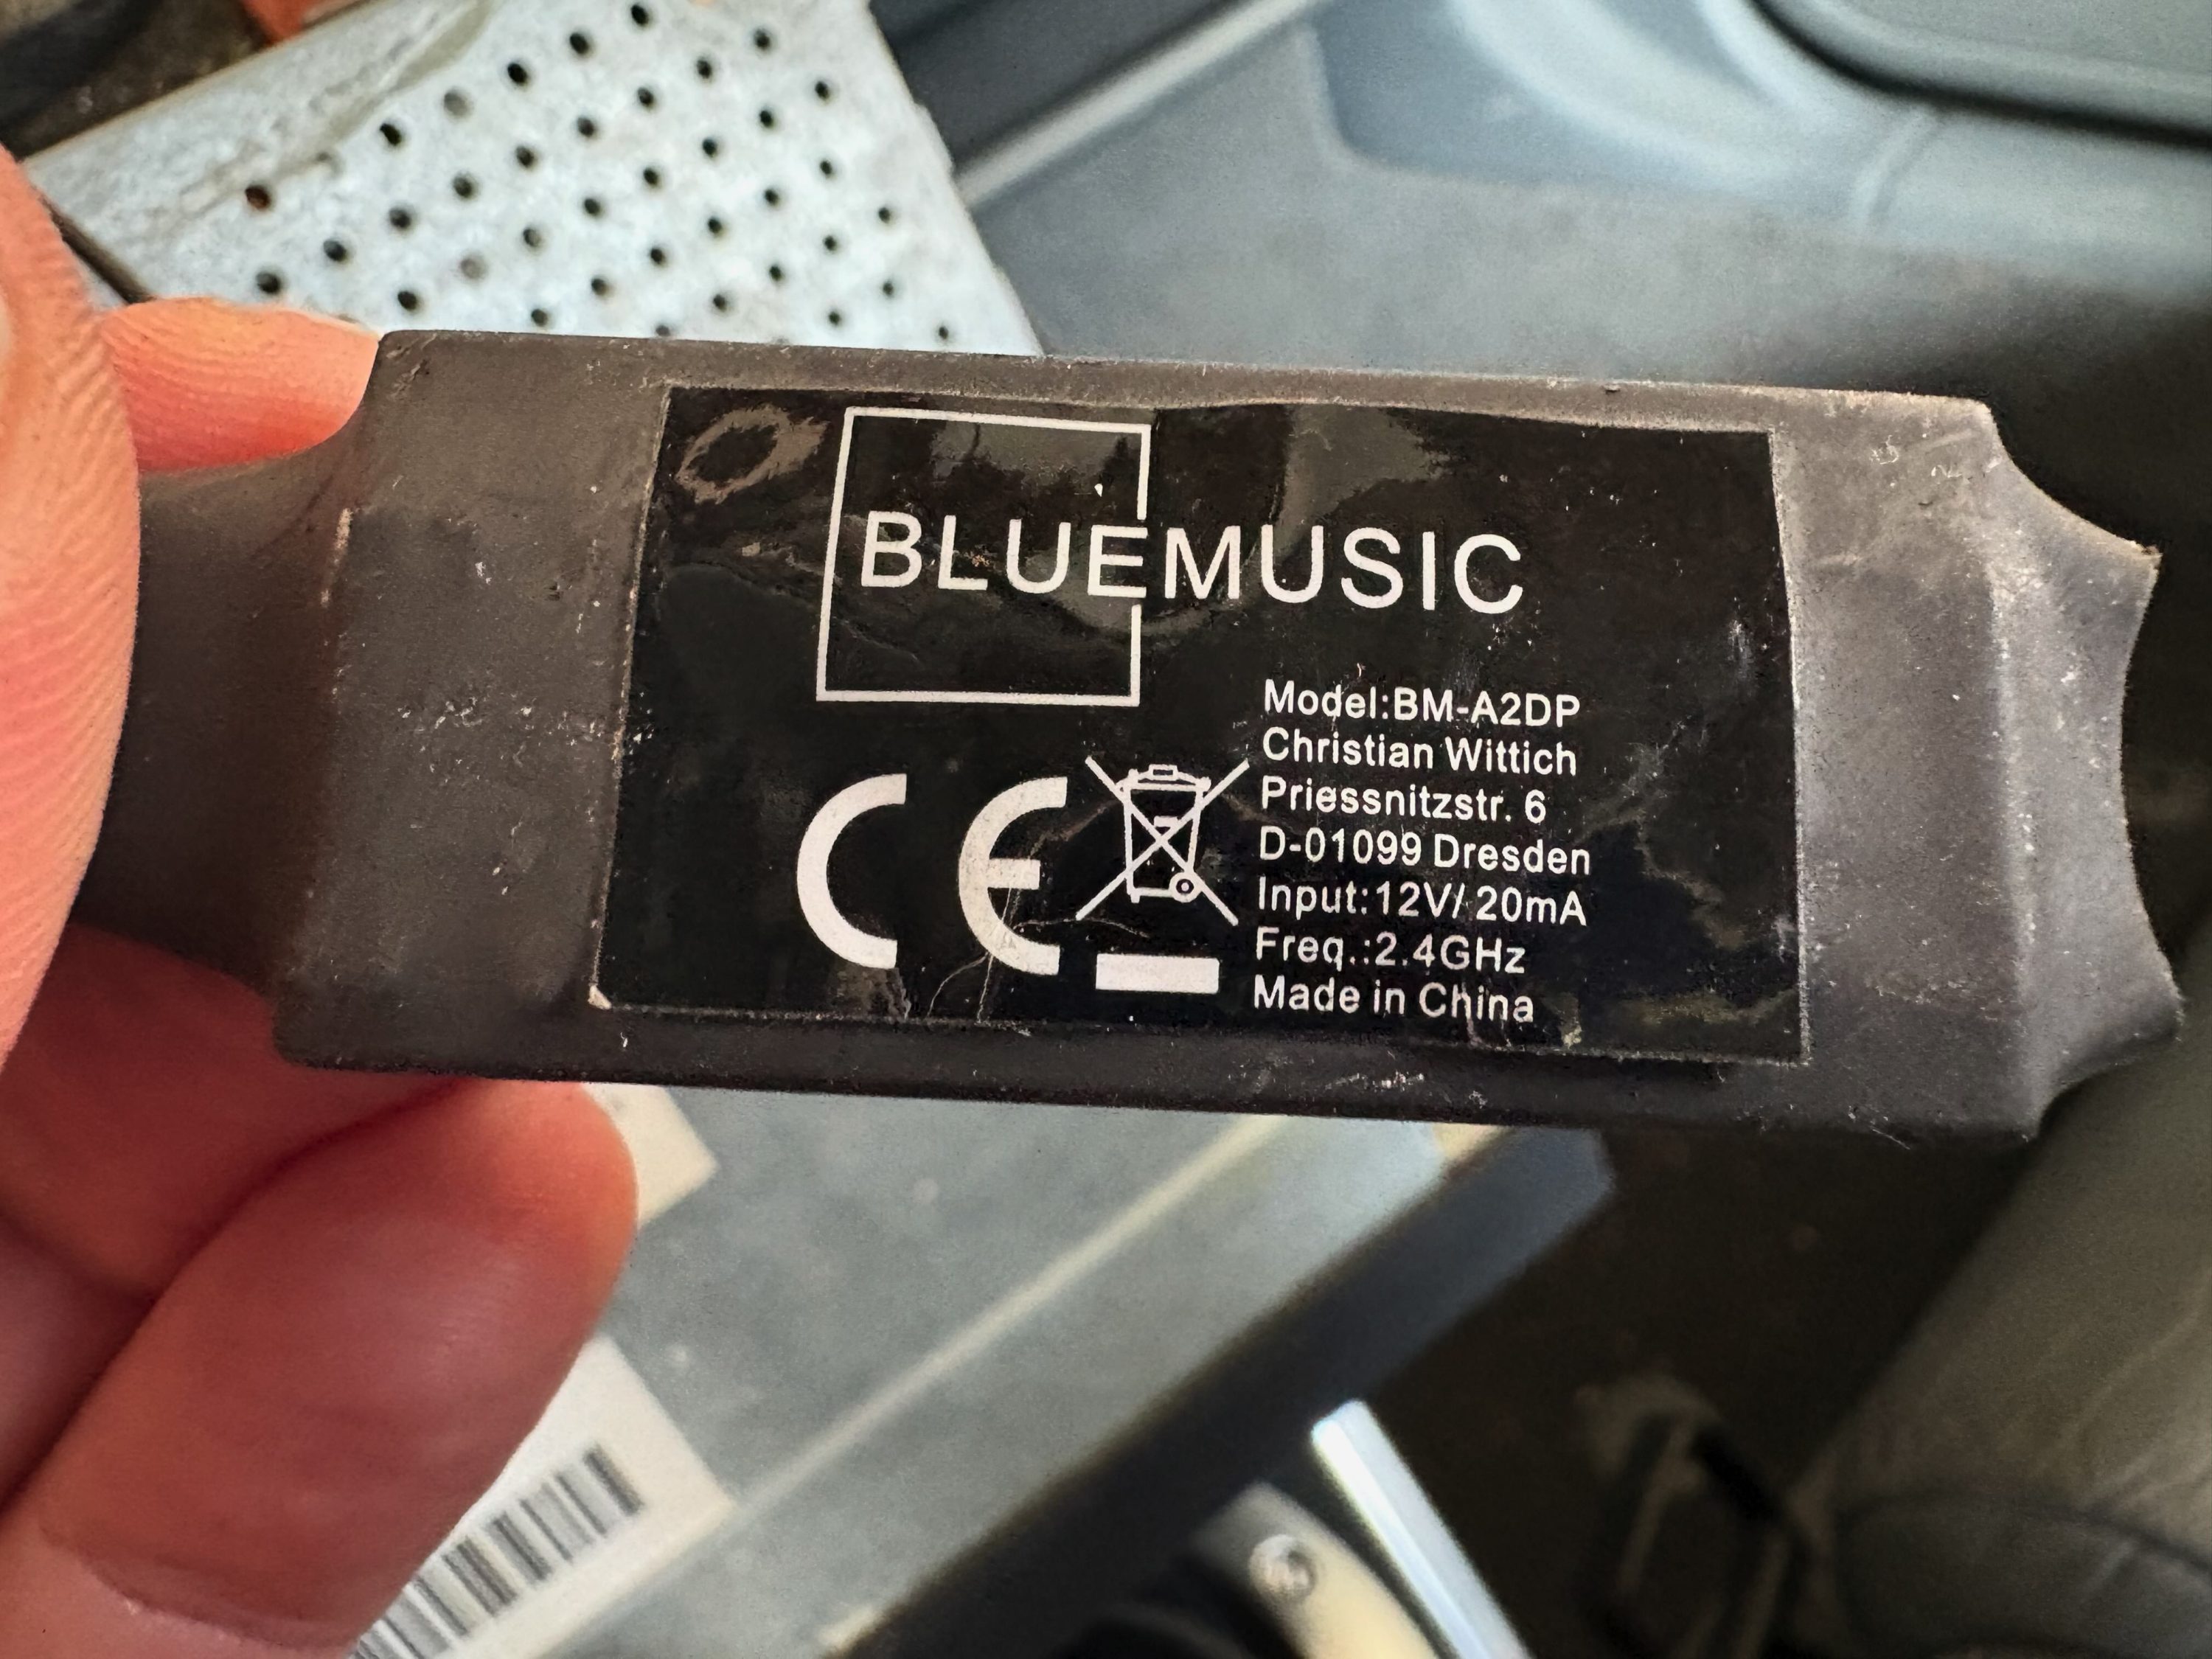 BLUEMUSIC
Model:BM-A2DP
Christian Wittich
Priessnitzstr. 6
D-01099 Dresden
Input:12V/ 20mA
Freq.:2.4GHz
Made in China
CE